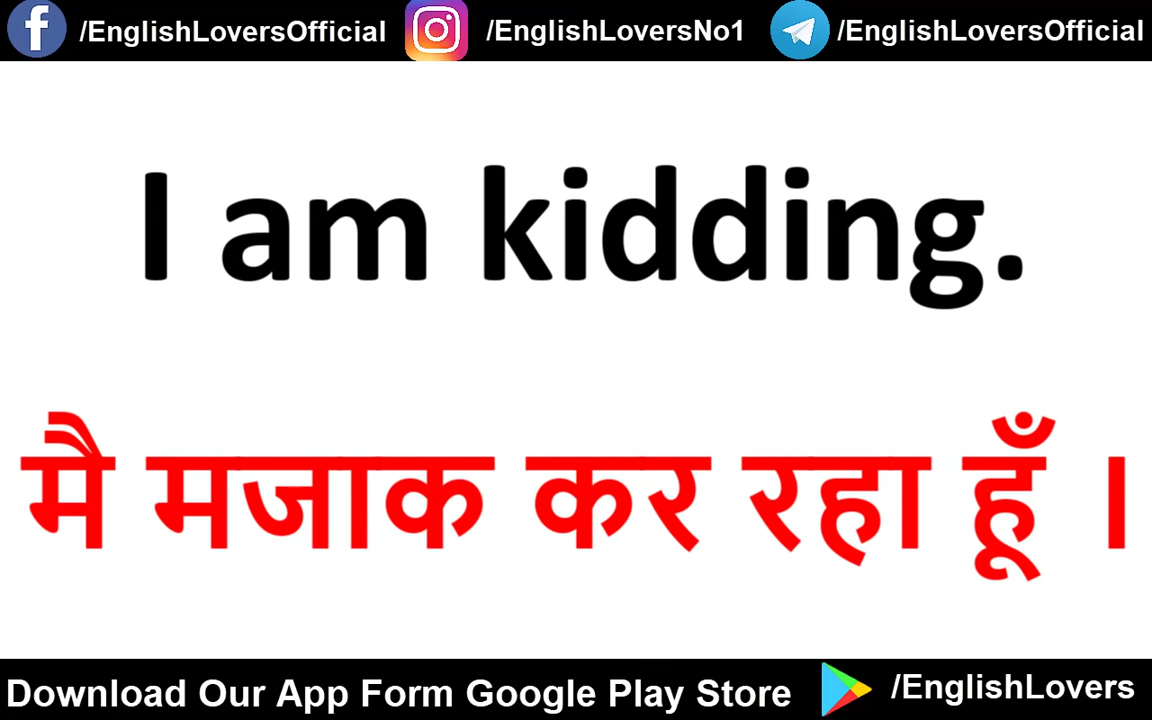 /EnglishLoversOfficial /EnglishLoversNo1 /EnglishLoversOfficial
I am kidding.
मै मजाक कर रहा हूँ ।
Download Our App Form Google Play Store /EnglishLovers